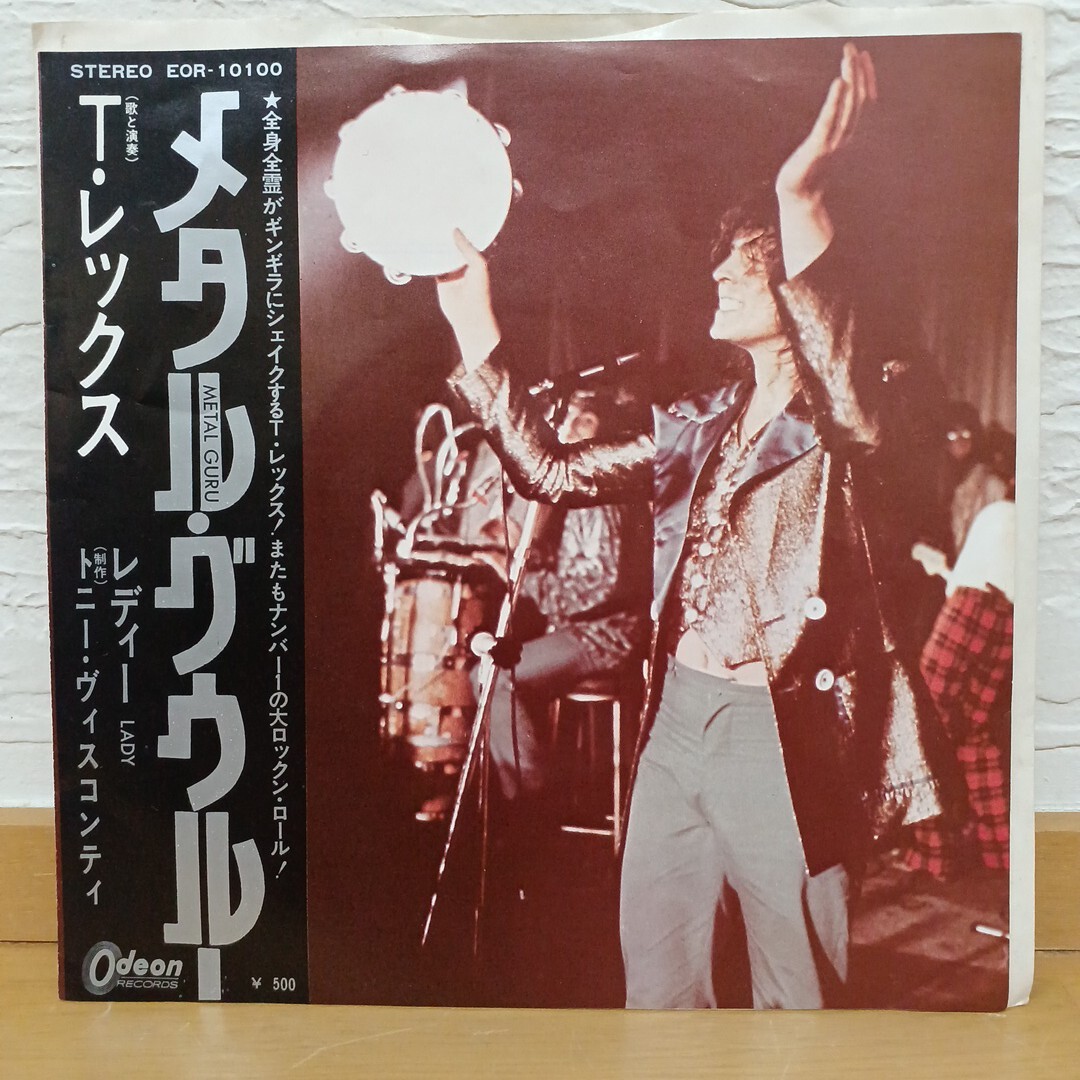 STEREO EOR-10100
★全身全霊がギンギラにシェイクするT・レックス!またもナンバー1の大ロックン・ロール!
メタル・グゥルー
METAL GURU
(歌と演奏)
T・レックス
レディー LADY
(制作)
トニー・ヴィスコンティ
Odeon
RECORDS
¥ 500